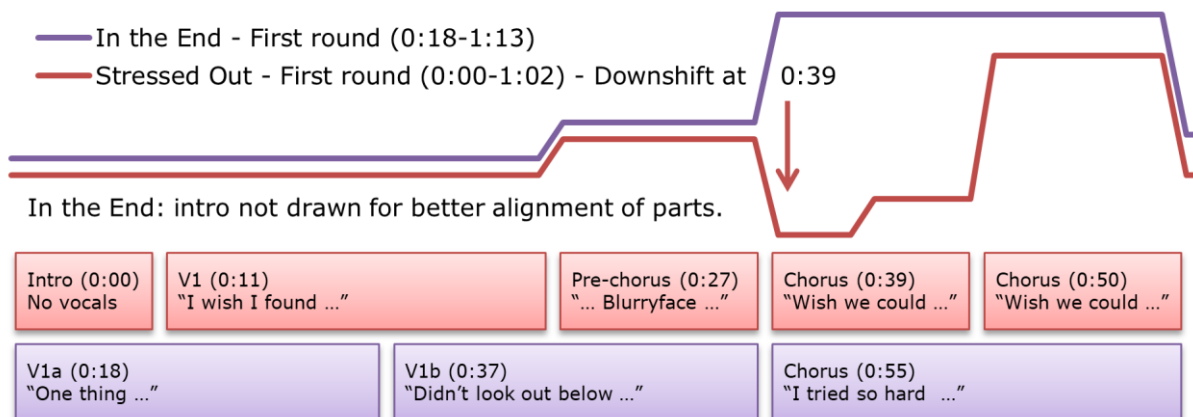 In the End - First round (0:18-1:13)
Stressed Out - First round (0:00-1:02) - Downshift at 0:39
In the End: intro not drawn for better alignment of parts.
Intro (0:00)
No vocals
V1 (0:11)
“I wish I found ...”
Pre-chorus (0:27)
“... Blurryface ...”
Chorus (0:39)
“Wish we could ...”
Chorus (0:50)
“Wish we could ...”
V1a (0:18)
“One thing ...”
V1b (0:37)
“Didn’t look out below ...”
Chorus (0:55)
“I tried so hard  ...”